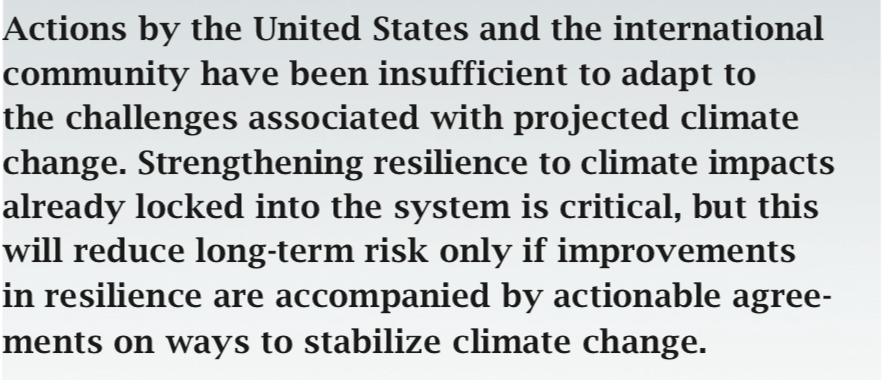 Actions by the United States and the international
community have been insufficient to adapt to
the challenges associated with projected climate
change. Strengthening resilience to climate impacts
already locked into the system is critical, but this
will reduce long-term risk only if improvements
in resilience are accompanied by actionable agree-
ments on ways to stabilize climate change.